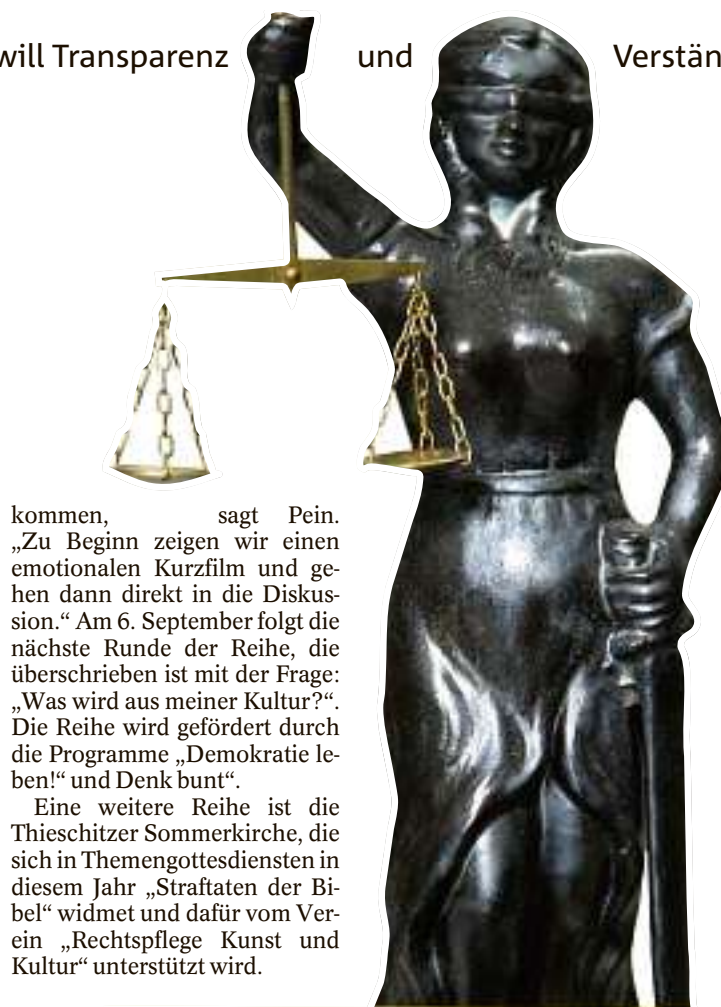 will Transparenz und Verstän
kommen, sagt Pein.
„Zu Beginn zeigen wir einen
emotionalen Kurzfilm und ge-
hen dann direkt in die Diskus-
sion.“ Am 6. September folgt die
nächste Runde der Reihe, die
überschrieben ist mit der Frage:
„Was wird aus meiner Kultur?“.
Die Reihe wird gefördert durch
die Programme „Demokratie le-
ben!“ und Denk bunt“.
Eine weitere Reihe ist die
Thieschitzer Sommerkirche, die
sich in Themengottesdiensten in
diesem Jahr „Straftaten der Bi-
bel“ widmet und dafür vom Ver-
ein „Rechtspflege Kunst und
Kultur“ unterstützt wird.